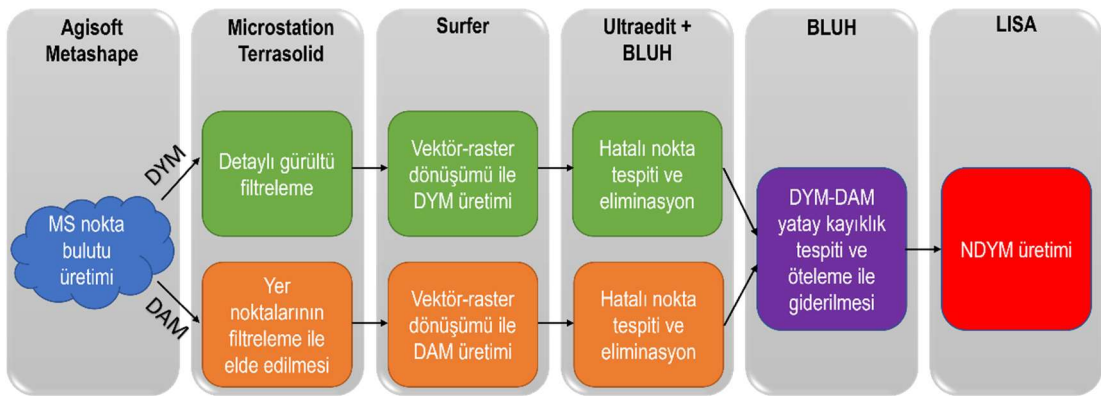 Agisoft
Metashape
Microstation
Terrasolid
Surfer
Ultraedit +
BLUH
BLUH
LISA
MS nokta
bulutu
üretimi
DYM
DAM
Detaylı gürültü
filtreleme
Vektör-raster
dönüşümü ile
DYM üretimi
Hatalı nokta
tespiti ve
eliminasyon
Yer
noktalarının
filtreleme ile
elde edilmesi
Vektör-raster
dönüşümü ile
DAM üretimi
Hatalı nokta
tespiti ve
eliminasyon
DYM-DAM
yatay kayıklık
tespiti ve
öteleme ile
giderilmesi
NDYM üretimi